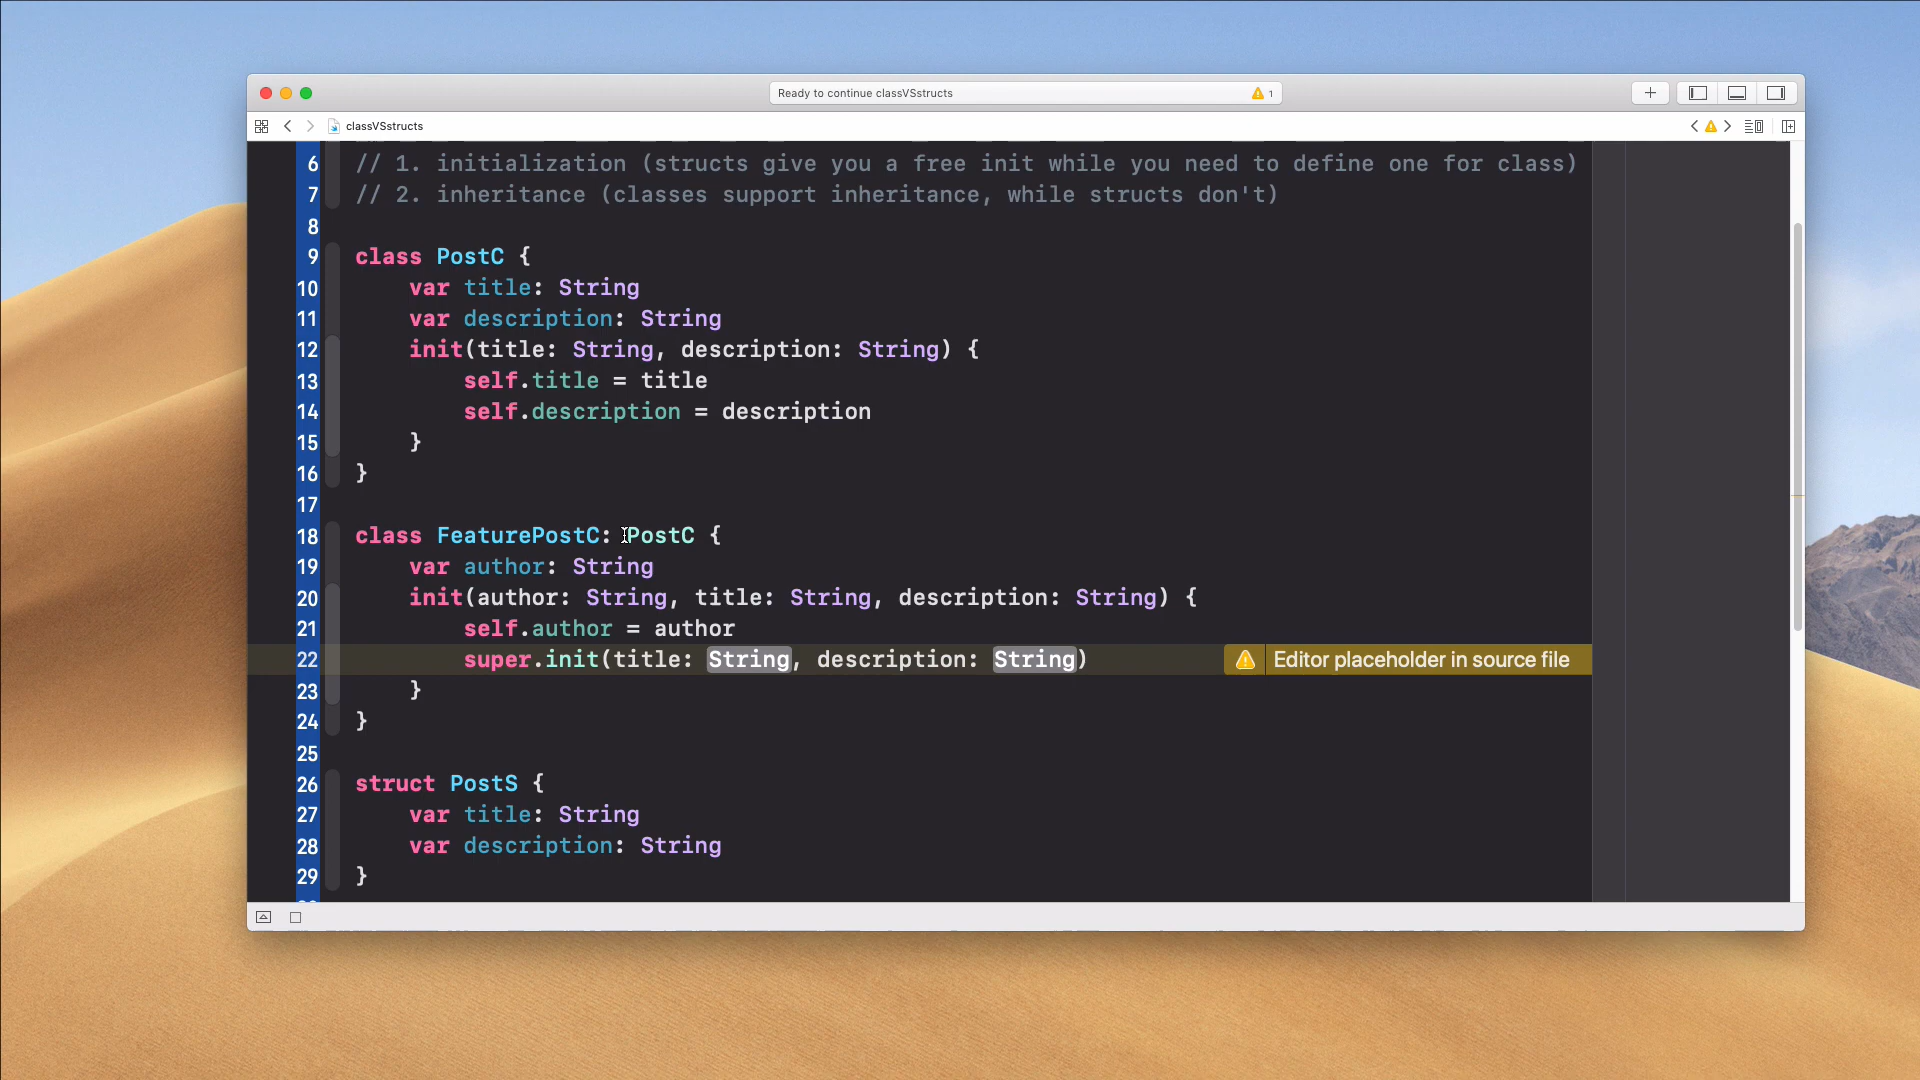 Ready to continue classVSstructs
1
classVSstructs
6 // 1. initialization (structs give you a free init while you need to define one for class)
7 // 2. inheritance (classes support inheritance, while structs don't)
8
9 class PostC {
10 var title: String
11 var description: String
12 init(title: String, description: String) {
13 self.title = title
14 self.description = description
15 }
16 }
17
18 class FeaturePostC: PostC {
19 var author: String
20 init(author: String, title: String, description: String) {
21 self.author = author
22 super.init(title: String, description: String) Editor placeholder in source file
23 }
24 }
25
26 struct PostS {
27 var title: String
28 var description: String
29 }